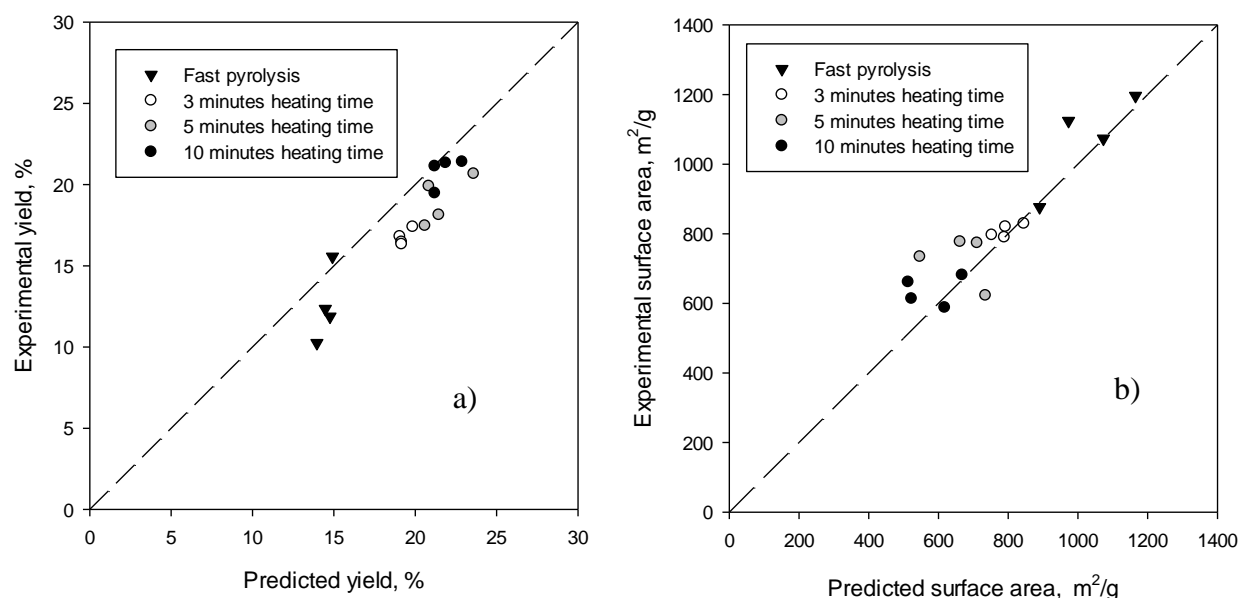 30
25
20
15
10
5
0
Experimental yield, %
Fast pyrolysis
3 minutes heating time
5 minutes heating time
10 minutes heating time
a)
0 5 10 15 20 25 30
Predicted yield, %
1400
1200
1000
800
600
400
200
0
Experimental surface area, m²/g
Fast pyrolysis
3 minutes heating time
5 minutes heating time
10 minutes heating time
b)
0 200 400 600 800 1000 1200 1400
Predicted surface area, m²/g